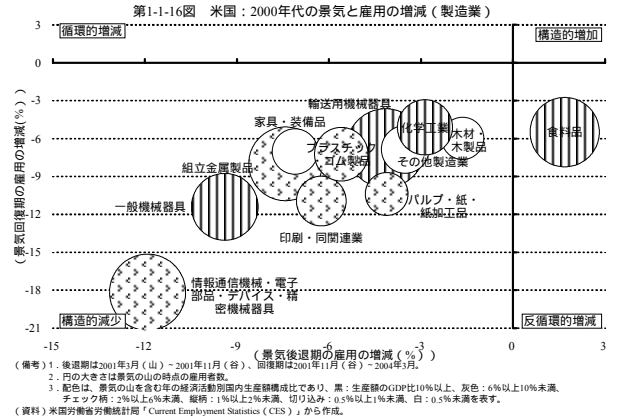 第1-1-16図 米国：2000年代の景気と雇用の増減（製造業）
循環的増減
構造的増加
3
0
-3
-6
-9
-12
-15
-18
-21
（景気回復期の雇用の増減（%））
輸送用機械器具
家具・装備品
化学工業
木材・
木製品
食料品
プラスチック
ゴム製品
その他製造業
組立金属製品
一般機械器具
パルプ・紙・
紙加工品
印刷・同関連業
情報通信機械・電子
部品・デバイス・精
密機械器具
構造的減少
反循環的増減
-15
-9
-3
3
（景気後退期の雇用の増減（%））
（備考）1．後退期は2001年3月（山）~2001年11月（谷）、回復期は2001年11月（谷）~2004年3月。
2．円の大きさは景気の山の時点の雇用者数。
3．配色は、景気の山を含む年の経済活動別国内生産額構成比であり、黒：生産額のGDP比10%以上、灰色：6%以上10%未満、
チェック柄：2%以上6%未満、縦柄：1%以上2%未満、切り込み：0.5%以上1%未満、白：0.5%未満を表す。
（資料）米国労働省労働統計局「Current Employment Statistics（CES）」から作成。